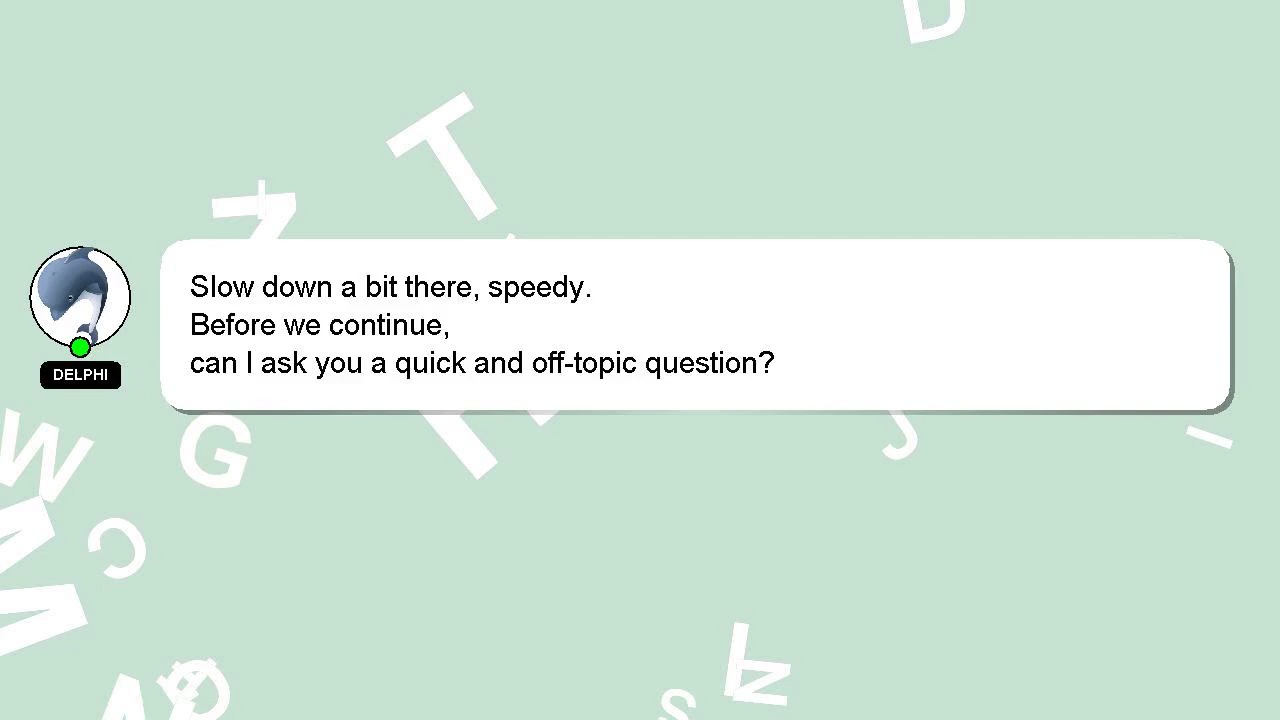 Slow down a bit there, speedy.
Before we continue,
can I ask you a quick and off-topic question?
DELPHI